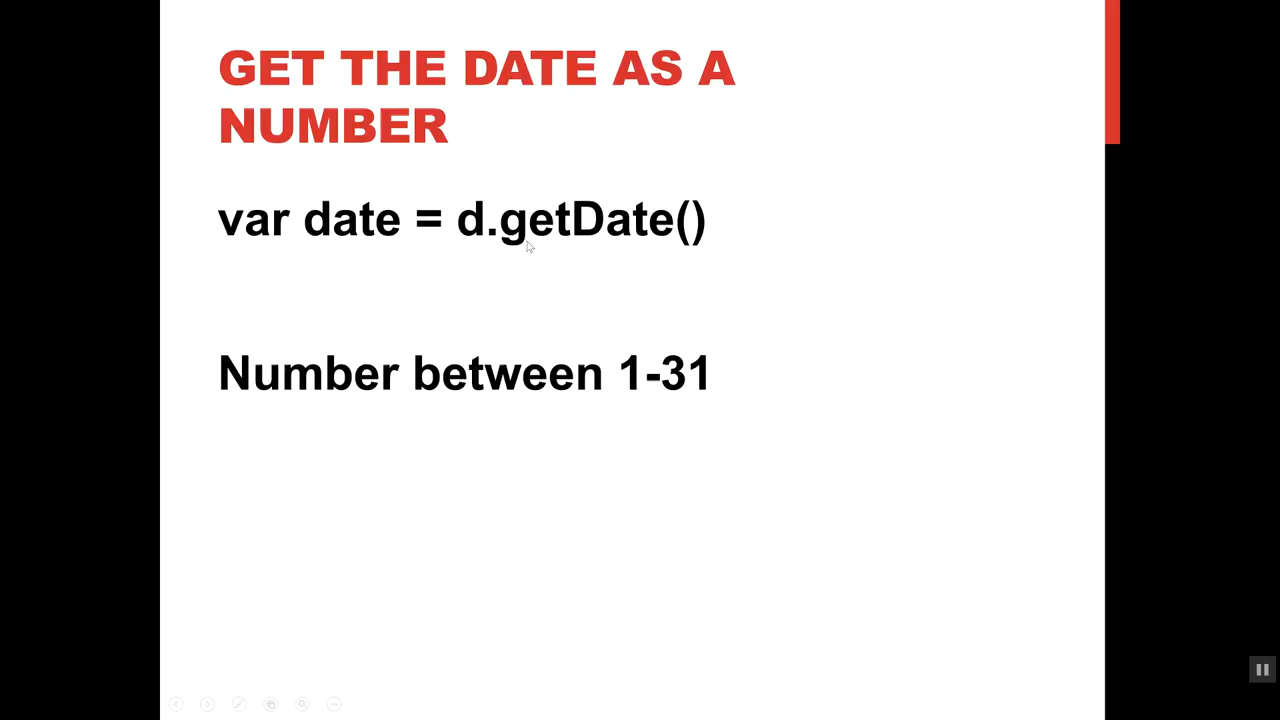 GET THE DATE AS A
NUMBER
var date = d.getDate()
Number between 1-31